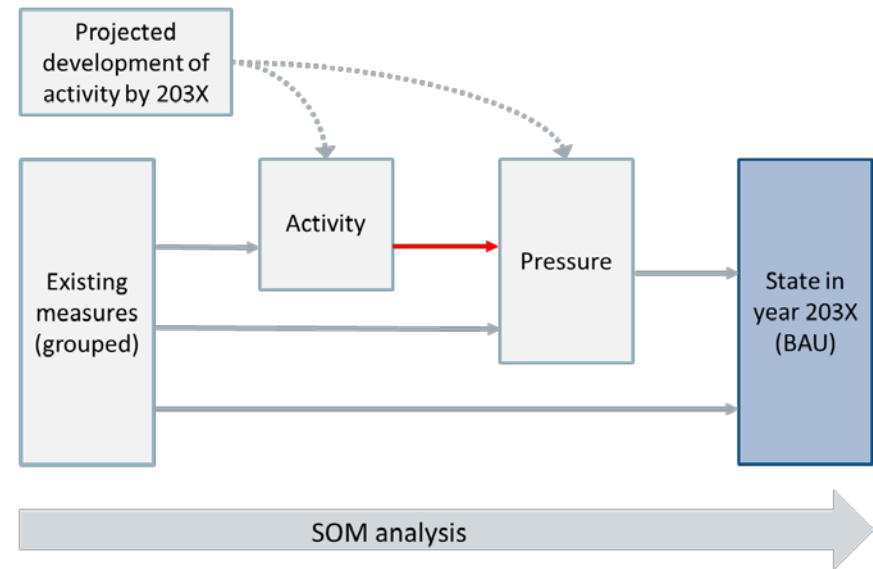 Projected
development of
activity by 203X
Activity
Pressure
Existing
measures
(grouped)
State in
year 203X
(BAU)
SOM analysis